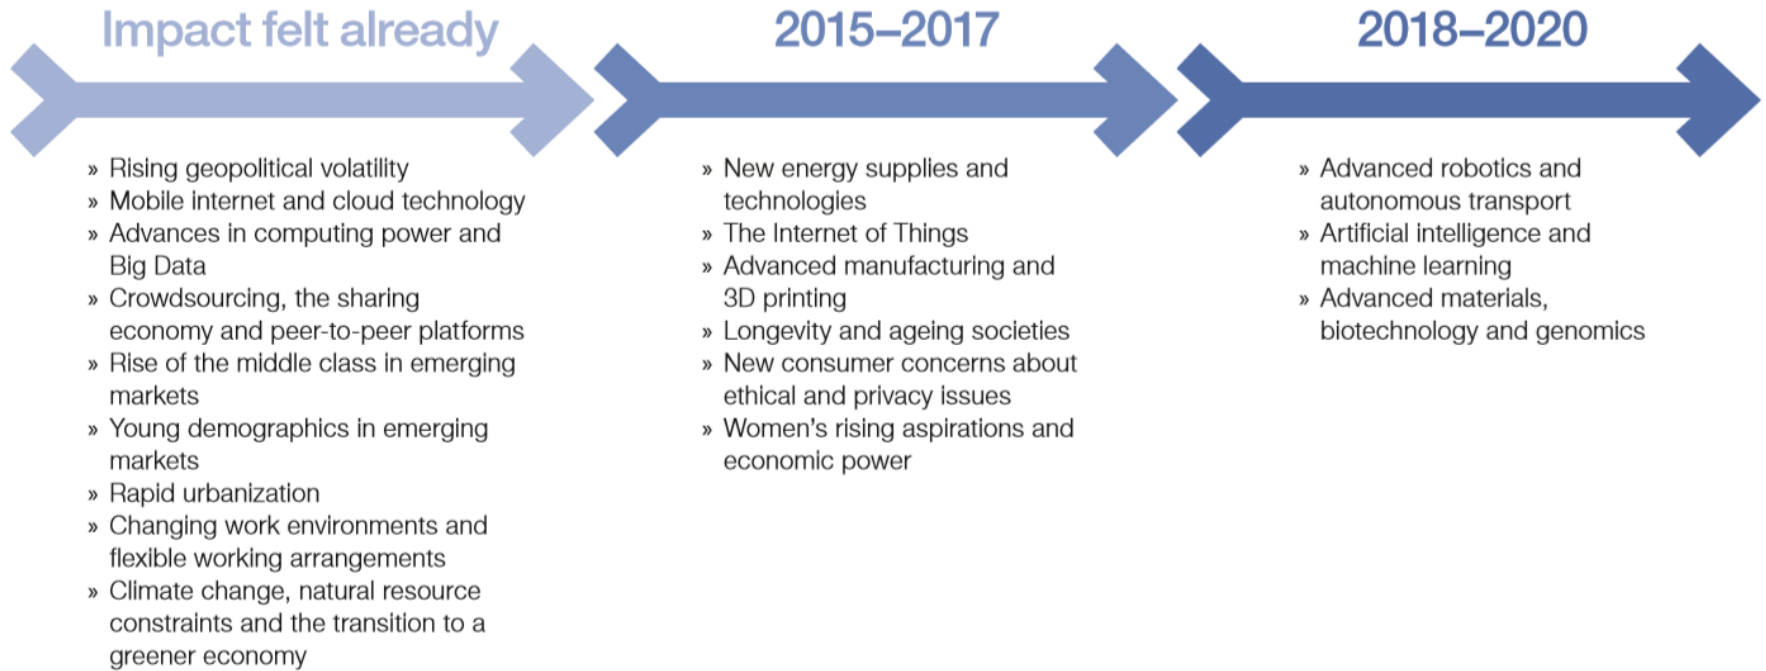 Impact felt already
» Rising geopolitical volatility
» Mobile internet and cloud technology
» Advances in computing power and
Big Data
» Crowdsourcing, the sharing
economy and peer-to-peer platforms
» Rise of the middle class in emerging
markets
» Young demographics in emerging
markets
» Rapid urbanization
» Changing work environments and
flexible working arrangements
» Climate change, natural resource
constraints and the transition to a
greener economy
2015–2017
» New energy supplies and
technologies
» The Internet of Things
» Advanced manufacturing and
3D printing
» Longevity and ageing societies
» New consumer concerns about
ethical and privacy issues
» Women’s rising aspirations and
economic power
2018–2020
» Advanced robotics and
autonomous transport
» Artificial intelligence and
machine learning
» Advanced materials,
biotechnology and genomics